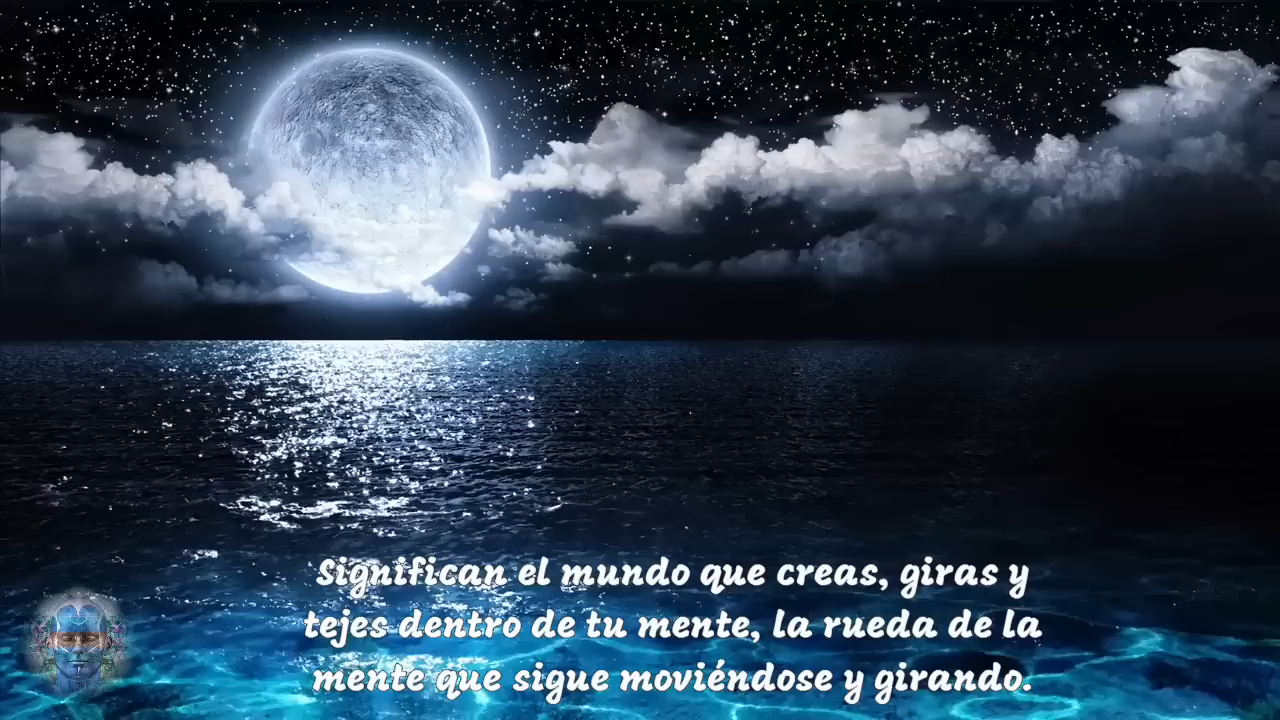 Significan el mundo que creas, giras y
tejes dentro de tu mente, la rueda de la
mente que sigue moviéndose y girando.